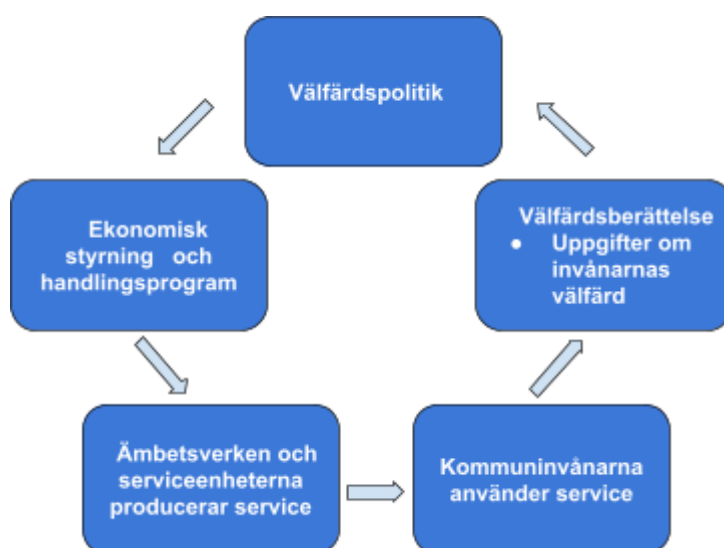 Välfärdspolitik
Ekonomisk
styrning och
handlingsprogram
Ämbetsverken och
serviceenheterna
producerar service
Kommuninvånarna
använder service
Välfärdsberättelse
● Uppgifter om
invånarnas
välfärd